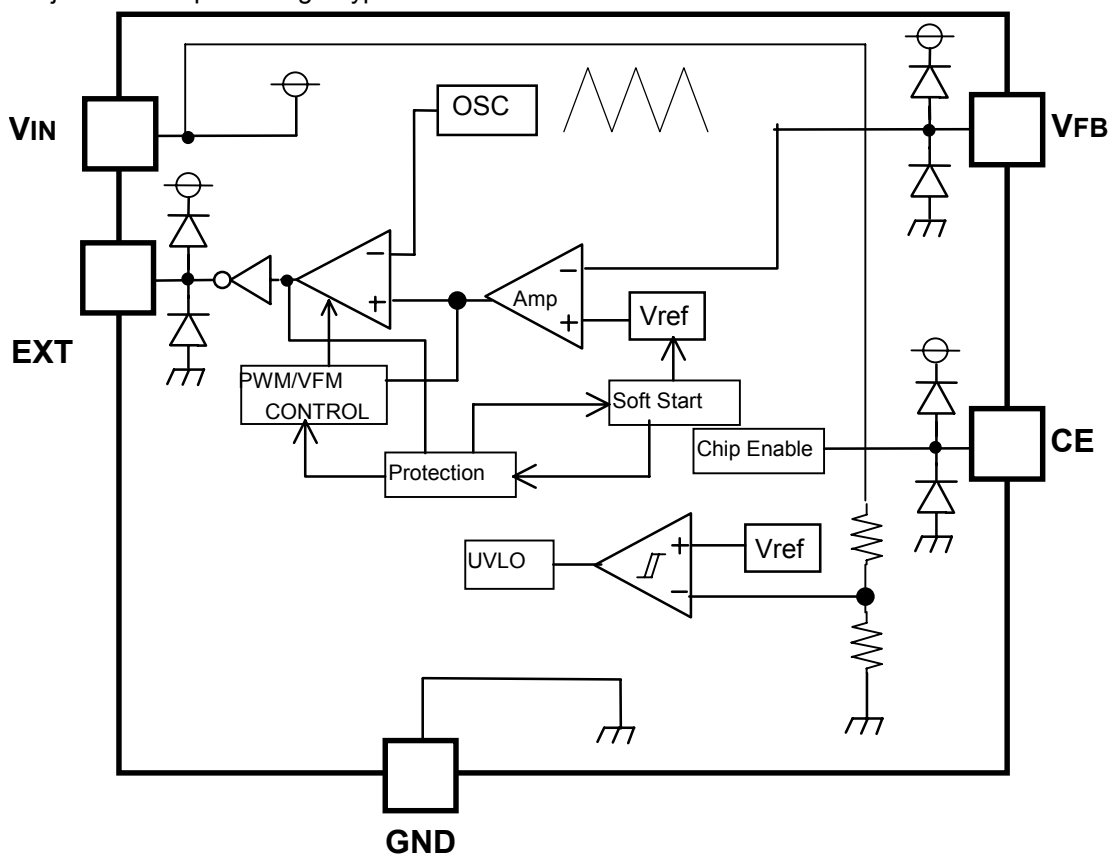 OSC
VIN
VFB
−
+
−
Amp
+
Vref
EXT
PWM/VFM
CONTROL
Soft Start
Chip Enable
CE
Protection
UVLO
+
Vref
−
GND